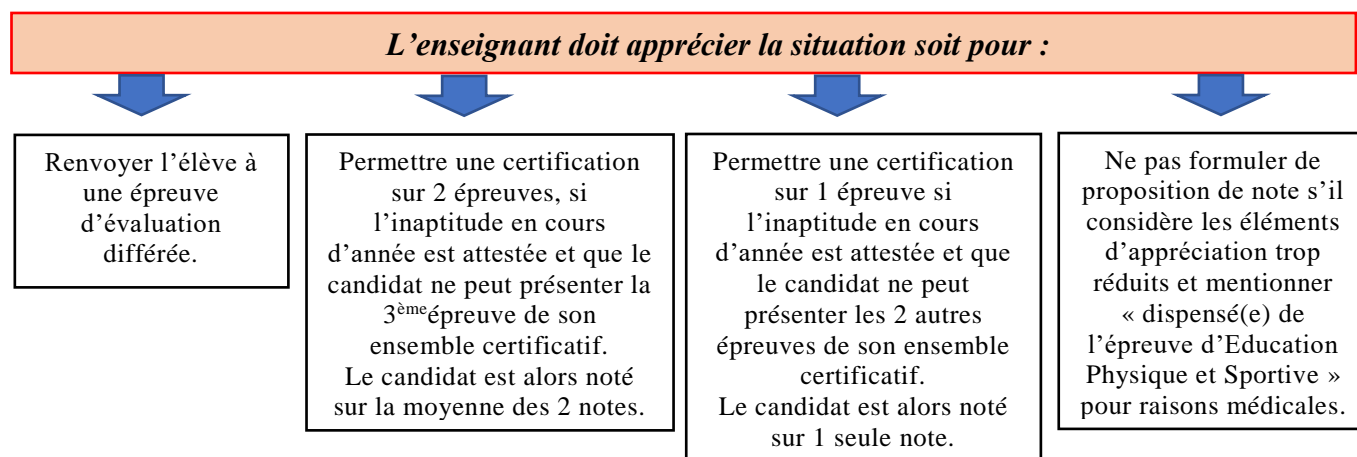 L’enseignant doit apprécier la situation soit pour :
Renvoyer l’élève à
une épreuve
d’évaluation
différée.
Permettre une certification
sur 2 épreuves, si
l’inaptitude en cours
d’année est attestée et que le
candidat ne peut présenter la
3ème épreuve de son
ensemble certificatif.
Le candidat est alors noté
sur la moyenne des 2 notes.
Permettre une certification
sur 1 épreuve si
l’inaptitude en cours
d’année est attestée et que
le candidat ne peut
présenter les 2 autres
épreuves de son ensemble
certificatif.
Le candidat est alors noté
sur 1 seule note.
Ne pas formuler de
proposition de note s’il
considère les éléments
d’appréciation trop
réduits et mentionner
« dispensé(e) de
l’épreuve d’Education
Physique et Sportive »
pour raisons médicales.